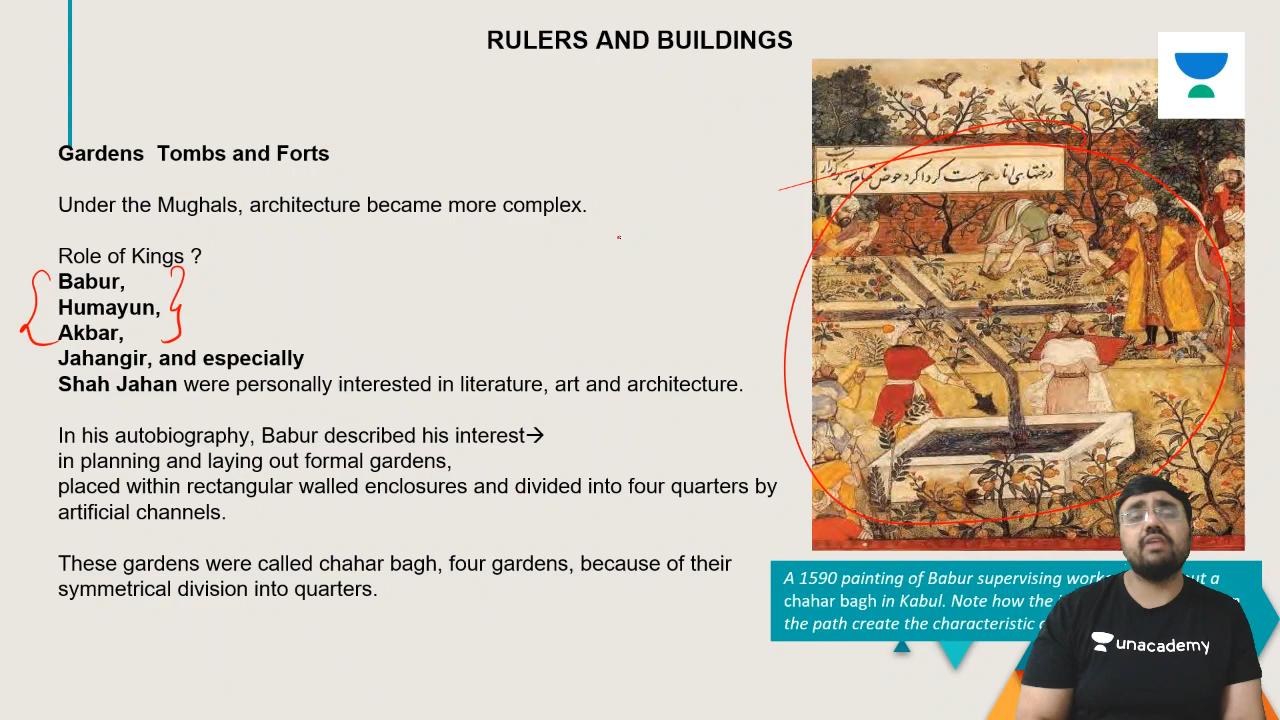 RULERS AND BUILDINGS
Gardens Tombs and Forts
Under the Mughals, architecture became more complex.
Role of Kings ?
Babur,
Humayun,
Akbar,
Jahangir, and especially
Shah Jahan were personally interested in literature, art and architecture.
In his autobiography, Babur described his interest→
in planning and laying out formal gardens,
placed within rectangular walled enclosures and divided into four quarters by
artificial channels.
These gardens were called chahar bagh, four gardens, because of their
symmetrical division into quarters.
A 1590 painting of Babur supervising a
chahar bagh in Kabul. Note how the
the path create the characteristic
unacademy